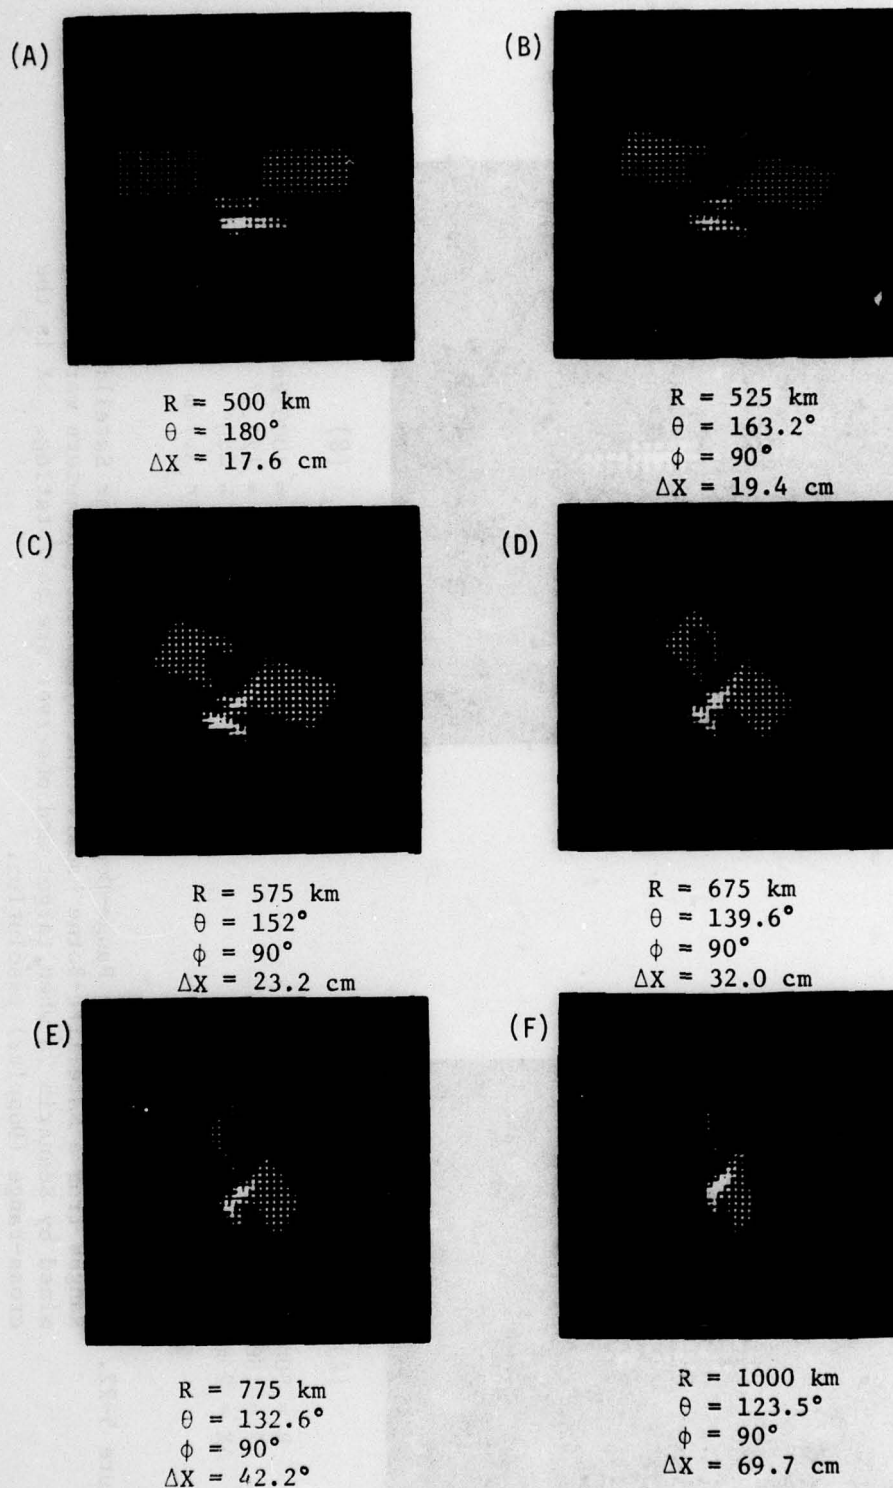 (A)
(B)
R = 500 km
θ = 180°
ΔX = 17.6 cm
R = 525 km
θ = 163.2°
ϕ = 90°
ΔX = 19.4 cm
(C)
(D)
R = 575 km
θ = 152°
ϕ = 90°
ΔX = 23.2 cm
R = 675 km
θ = 139.6°
ϕ = 90°
ΔX = 32.0 cm
(E)
(F)
R = 775 km
θ = 132.6°
ϕ = 90°
ΔX = 42.2°
R = 1000 km
θ = 123.5°
ϕ = 90°
ΔX = 69.7 cm